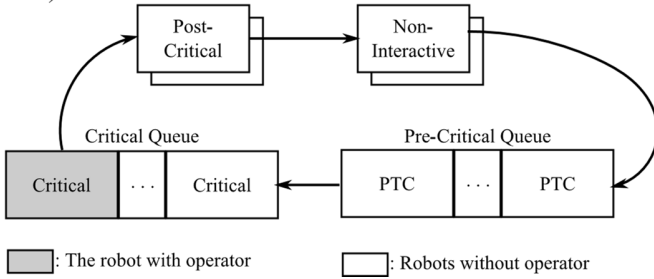 Post-
Critical
Non-
Interactive
Critical Queue
Pre-Critical Queue
Critical
. . .
Critical
PTC
. . .
PTC
: The robot with operator
: Robots without operator